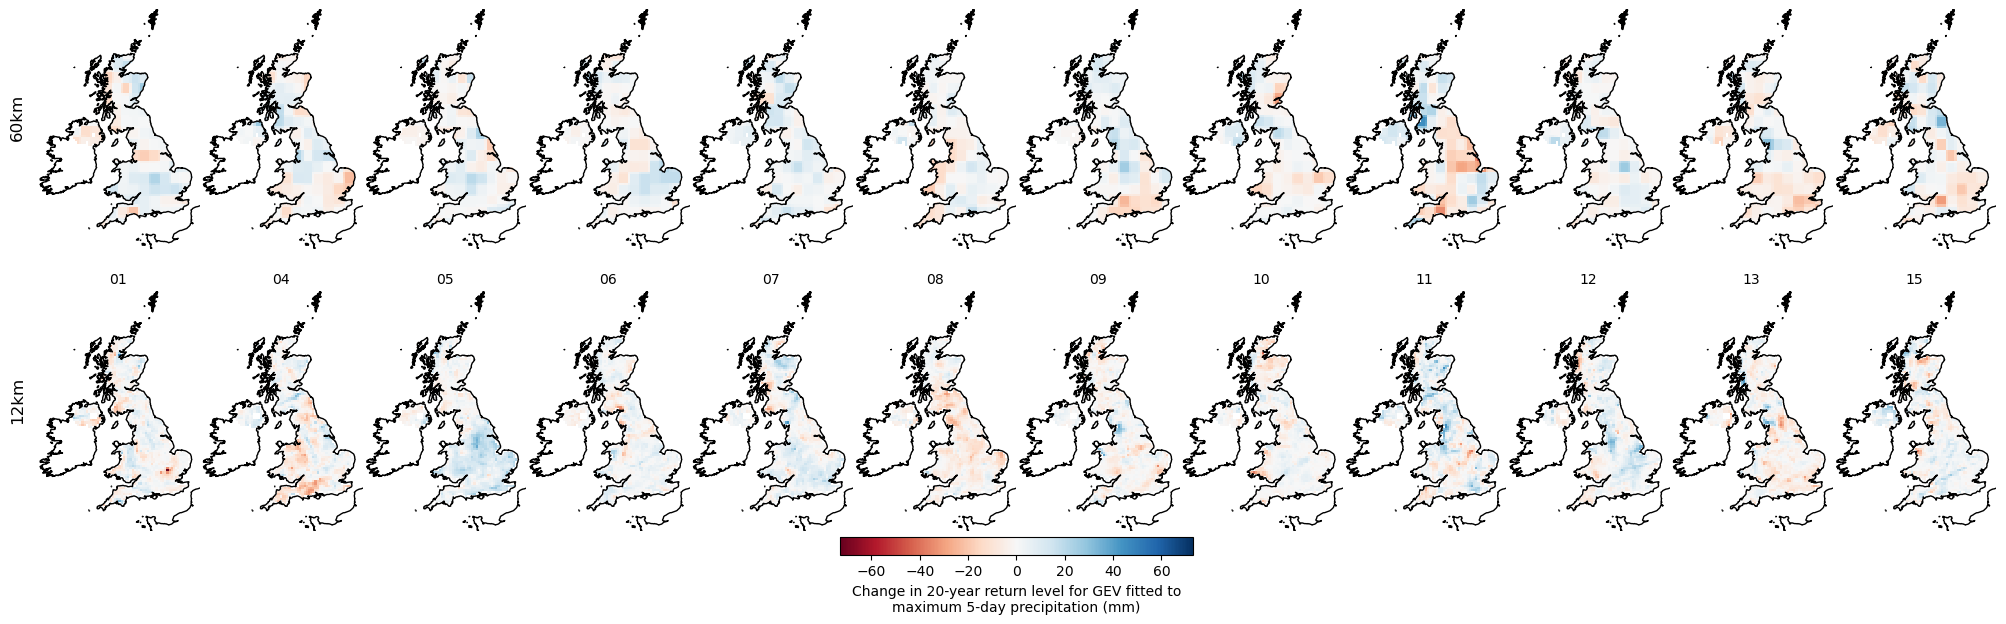 60km
01 04 05 06 07 08 09 10 11 12 13 15
12km
−60 −40 −20 0 20 40 60
Change in 20-year return level for GEV fitted to
maximum 5-day precipitation (mm)